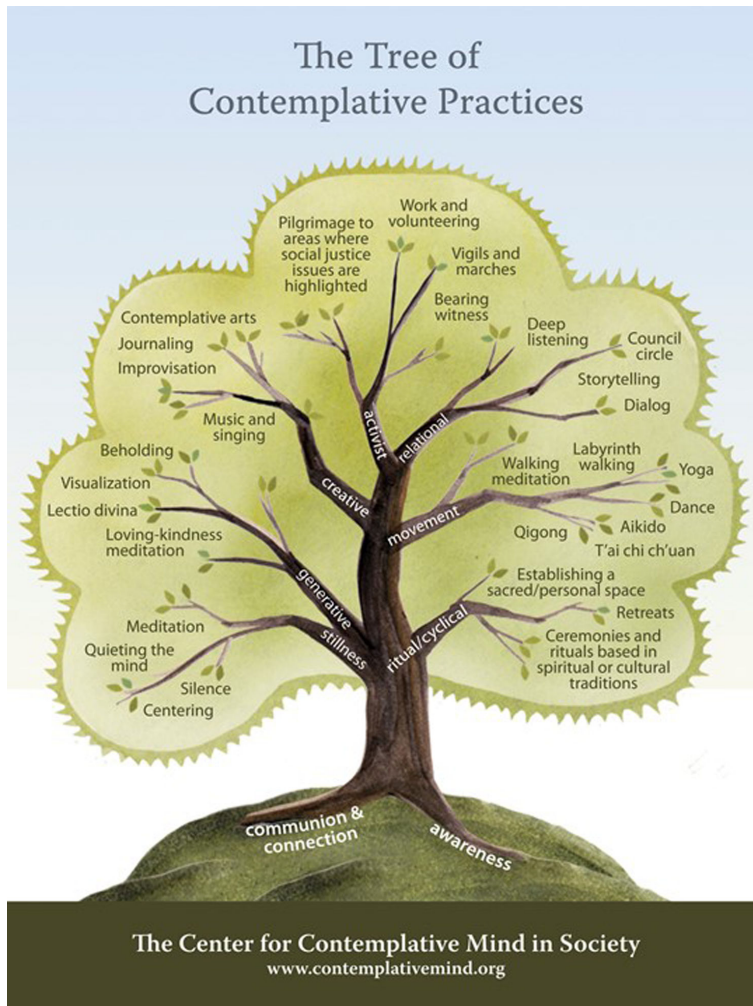 The Tree of
Contemplative Practices
Work and
volunteering
Pilgrimage to
areas where
social justice
issues are
highlighted
Vigils and
marches
Bearing
witness
Contemplative arts
Journaling
Improvisation
Music and
singing
Deep
listening
Council
circle
Storytelling
Dialog
activist
relational
Beholding
Visualization
Lectio divina
Loving-kindness
meditation
creative
movement
Walking
meditation
Labyrinth
walking
Yoga
Dance
Aikido
Qigong
T'ai chi ch'uan
generative
Meditation
Quieting the
mind
Silence
Centering
stillness
ritual/cyclical
Establishing a
sacred/personal space
Retreats
Ceremonies and
rituals based in
spiritual or cultural
traditions
communion &
connection
awareness
The Center for Contemplative Mind in Society
www.contemplativemind.org